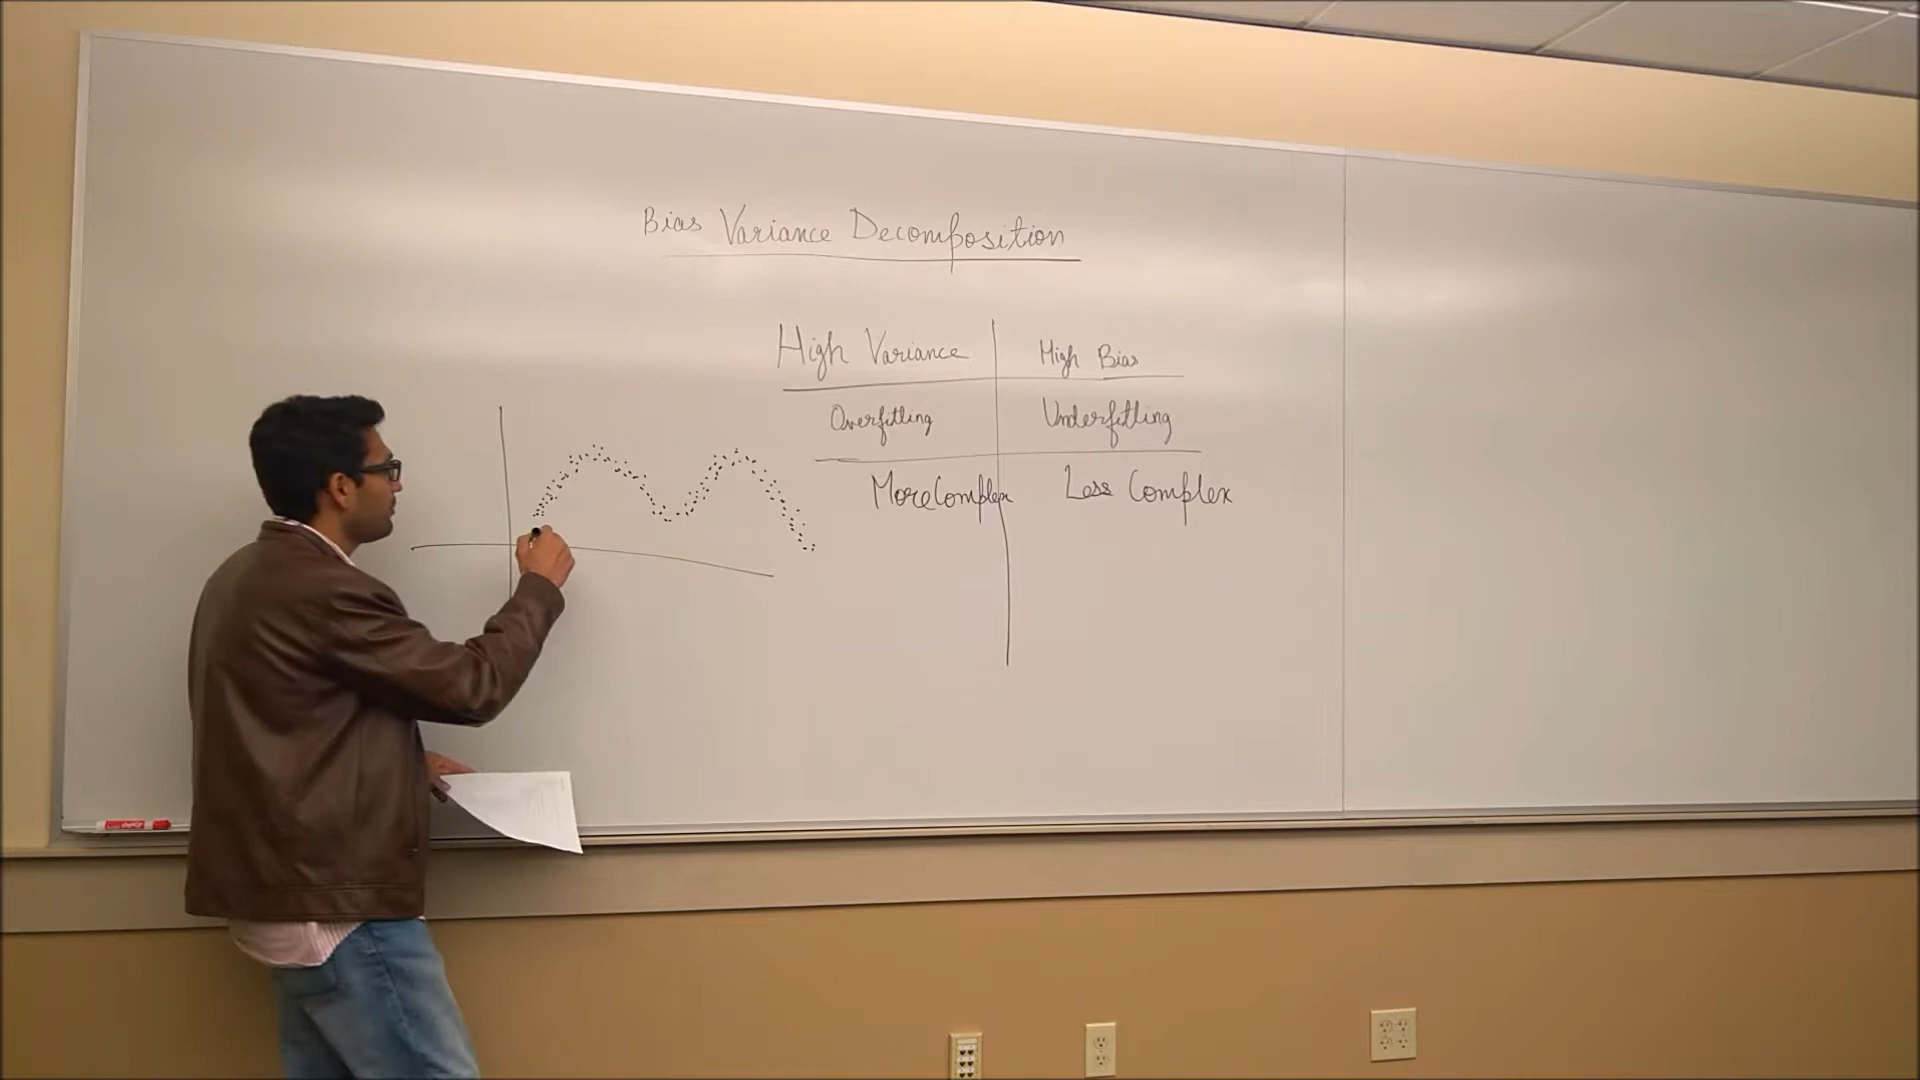 Bias Variance Decomposition
High Variance High Bias
Overfitting Underfitting
More Complex Less Complex